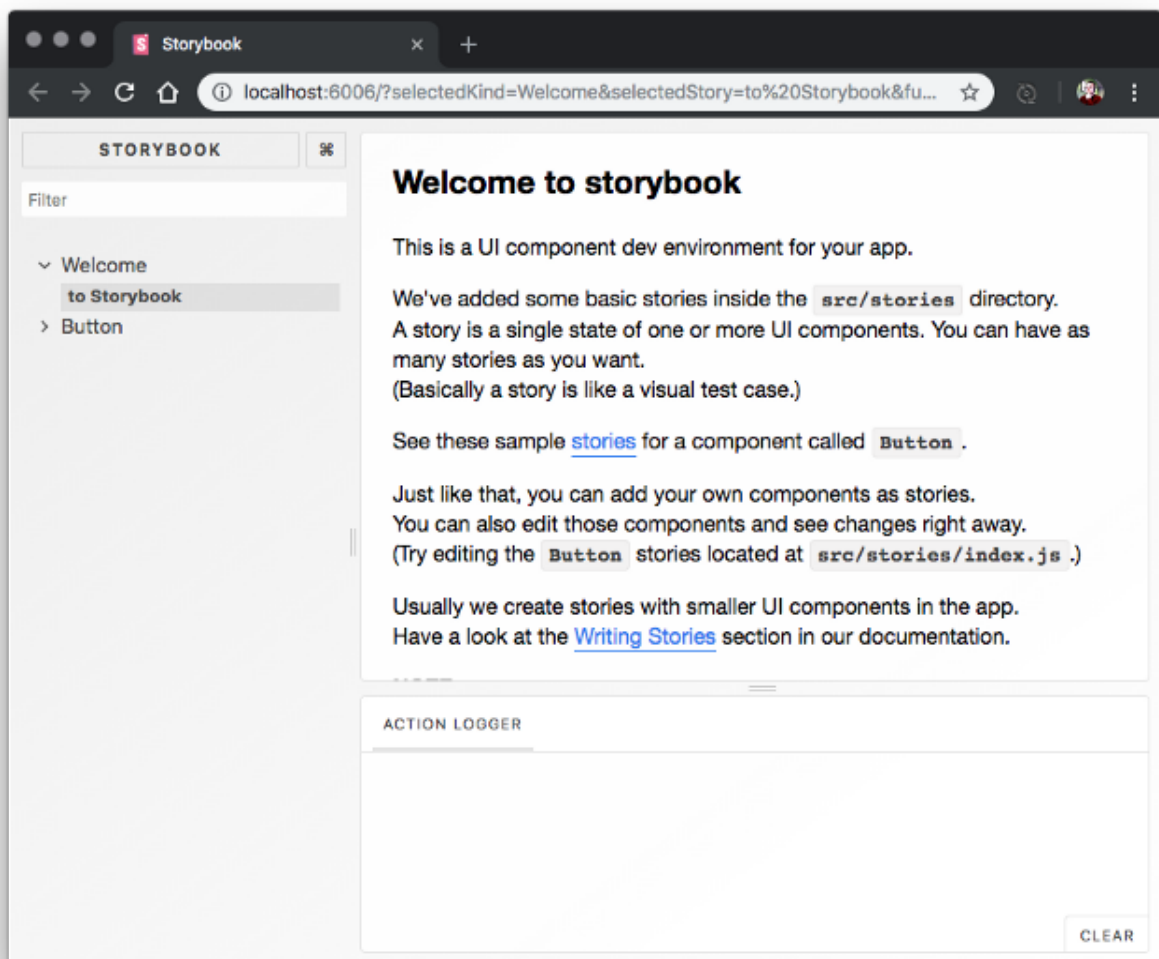 Storybook
localhost:6006/?selectedKind=Welcome&selectedStory=to%20Storybook&fu...
STORYBOOK ⌘
Filter
Welcome
to Storybook
Button
Welcome to storybook
This is a UI component dev environment for your app.
We've added some basic stories inside the src/stories directory.
A story is a single state of one or more UI components. You can have as
many stories as you want.
(Basically a story is like a visual test case.)
See these sample stories for a component called Button.
Just like that, you can add your own components as stories.
You can also edit those components and see changes right away.
(Try editing the Button stories located at src/stories/index.js.)
Usually we create stories with smaller UI components in the app.
Have a look at the Writing Stories section in our documentation.
ACTION LOGGER
CLEAR